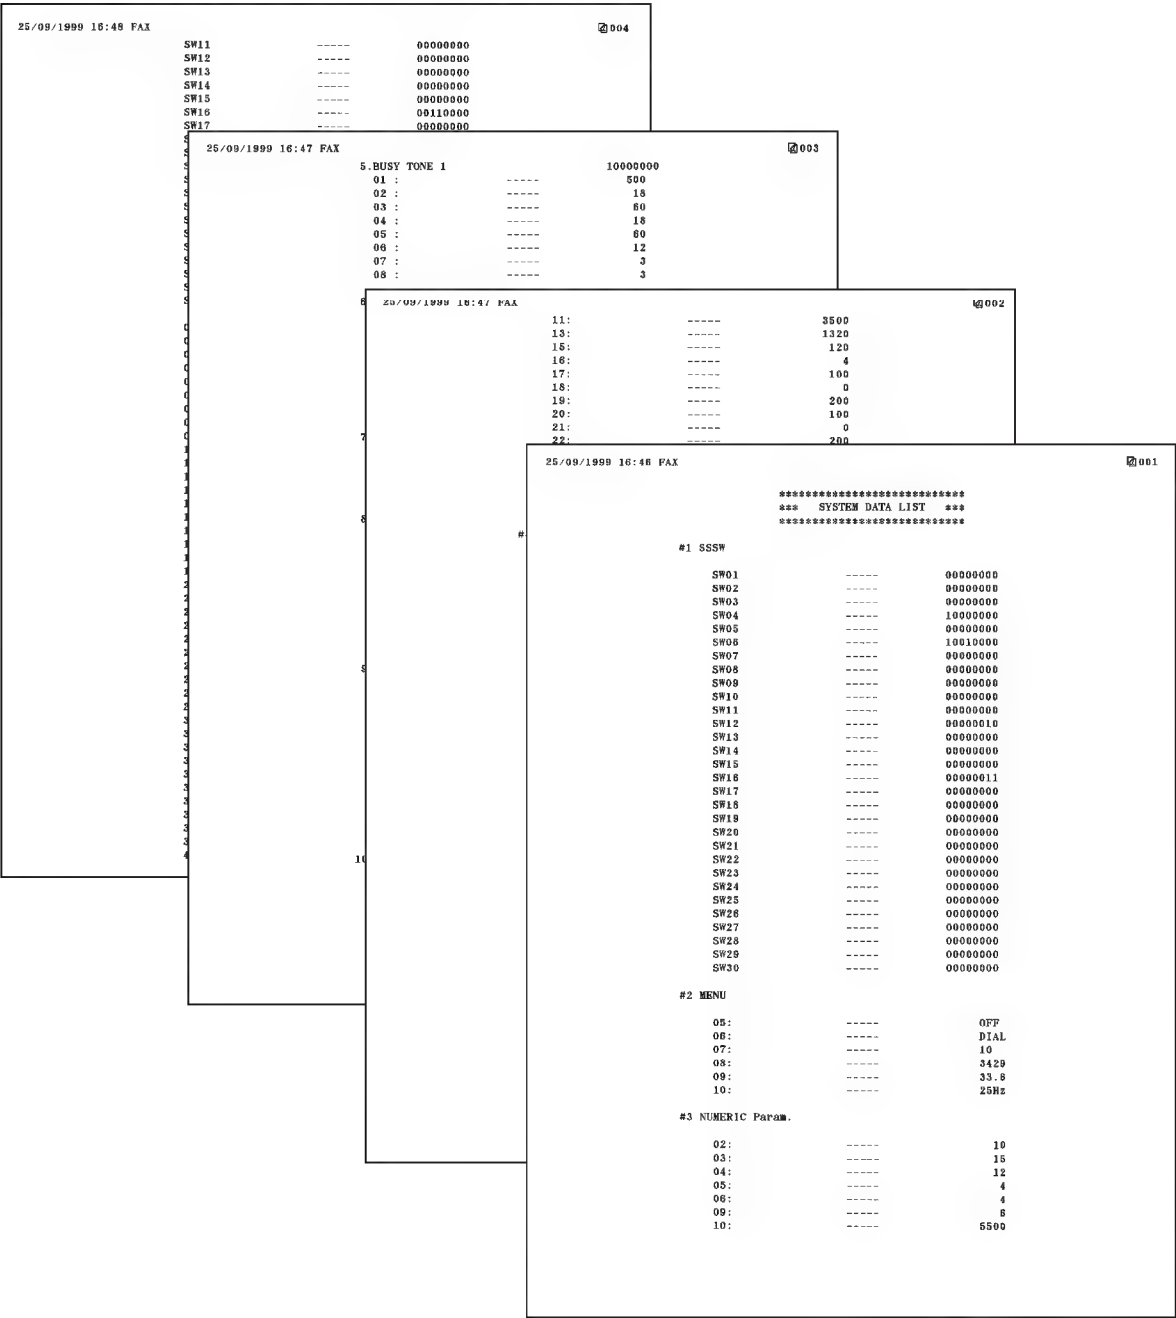 25/09/1999 16:48 FAX 004
SW11 ----- 00000000
SW12 ----- 00000000
SW13 ----- 00000000
SW14 ----- 00000000
SW15 ----- 00000000
SW16 ----- 00110000
SW17 ----- 00000000
25/09/1999 16:47 FAX 003
5.BUSY TONE 1 10000000
01 : ----- 500
02 : ----- 18
03 : ----- 60
04 : ----- 18
05 : ----- 60
06 : ----- 12
07 : ----- 3
08 : ----- 3
25/09/1999 16:47 FAX 002
11: ----- 3500
13: ----- 1320
15: ----- 120
16: ----- 4
17: ----- 100
18: ----- 0
19: ----- 200
20: ----- 100
21: ----- 0
22: ----- 200
25/09/1999 16:46 FAX 001
****************************
*** SYSTEM DATA LIST ***
****************************
#1 SSSW
SW01 ----- 00000000
SW02 ----- 00000000
SW03 ----- 00000000
SW04 ----- 10000000
SW05 ----- 00000000
SW06 ----- 10010000
SW07 ----- 00000000
SW08 ----- 00000000
SW09 ----- 00000000
SW10 ----- 00000000
SW11 ----- 00000000
SW12 ----- 00000010
SW13 ----- 00000000
SW14 ----- 00000000
SW15 ----- 00000000
SW16 ----- 00000011
SW17 ----- 00000000
SW18 ----- 00000000
SW19 ----- 00000000
SW20 ----- 00000000
SW21 ----- 00000000
SW22 ----- 00000000
SW23 ----- 00000000
SW24 ----- 00000000
SW25 ----- 00000000
SW26 ----- 00000000
SW27 ----- 00000000
SW28 ----- 00000000
SW29 ----- 00000000
SW30 ----- 00000000
#2 MENU
05: ----- OFF
06: ----- DIAL
07: ----- 10
08: ----- 3429
09: ----- 33.6
10: ----- 25Hz
#3 NUMERIC Param.
02: ----- 10
03: ----- 15
04: ----- 12
05: ----- 4
06: ----- 4
09: ----- 6
10: ----- 5500